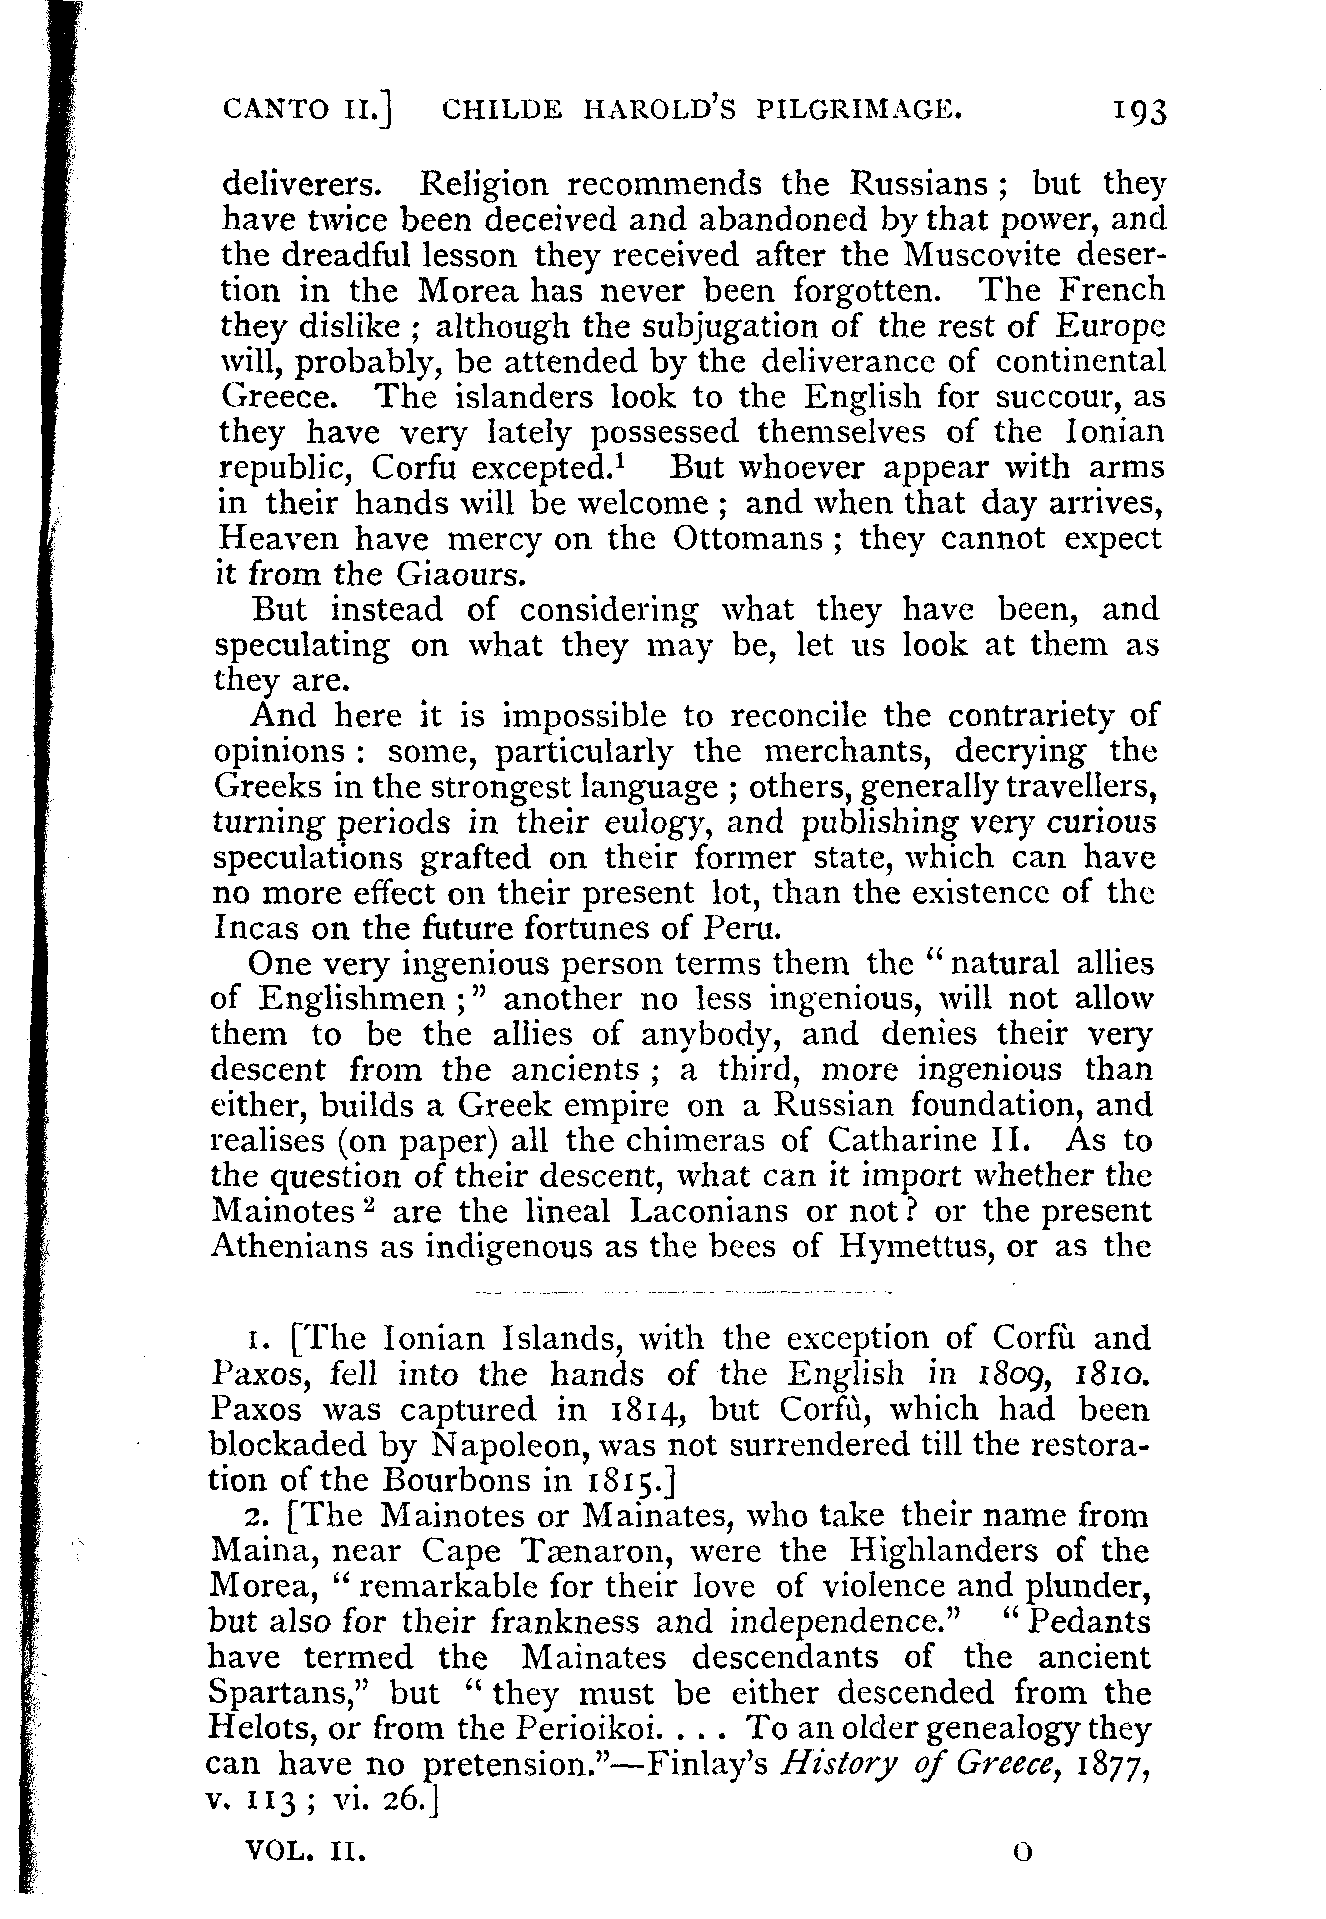 CANTO II.] CHILDE HAROLD'S PILGRIMAGE. 193
deliverers. Religion recommends the Russians ; but they
have twice been deceived and abandoned by that power, and
the dreadful lesson they received after the Muscovite deser-
tion in the Morea has never been forgotten. The French
they dislike ; although the subjugation of the rest of Europe
will, probably, be attended by the deliverance of continental
Greece. The islanders look to the English for succour, as
they have very lately possessed themselves of the Ionian
republic, Corfu excepted.¹ But whoever appear with arms
in their hands will be welcome ; and when that day arrives,
Heaven have mercy on the Ottomans ; they cannot expect
it from the Giaours.
But instead of considering what they have been, and
speculating on what they may be, let us look at them as
they are.
And here it is impossible to reconcile the contrariety of
opinions : some, particularly the merchants, decrying the
Greeks in the strongest language ; others, generally travellers,
turning periods in their eulogy, and publishing very curious
speculations grafted on their former state, which can have
no more effect on their present lot, than the existence of the
Incas on the future fortunes of Peru.
One very ingenious person terms them the "natural allies
of Englishmen ;" another no less ingenious, will not allow
them to be the allies of anybody, and denies their very
descent from the ancients ; a third, more ingenious than
either, builds a Greek empire on a Russian foundation, and
realises (on paper) all the chimeras of Catharine II. As to
the question of their descent, what can it import whether the
Mainotes² are the lineal Laconians or not? or the present
Athenians as indigenous as the bees of Hymettus, or as the
1. [The Ionian Islands, with the exception of Corfù and
Paxos, fell into the hands of the English in 1809, 1810.
Paxos was captured in 1814, but Corfù, which had been
blockaded by Napoleon, was not surrendered till the restora-
tion of the Bourbons in 1815.]
2. [The Mainotes or Mainates, who take their name from
Maina, near Cape Tænaron, were the Highlanders of the
Morea, "remarkable for their love of violence and plunder,
but also for their frankness and independence." "Pedants
have termed the Mainates descendants of the ancient
Spartans," but "they must be either descended from the
Helots, or from the Perioikoi. . . . To an older genealogy they
can have no pretension."—Finlay's History of Greece, 1877,
v. 113 ; vi. 26.]
VOL. II. O